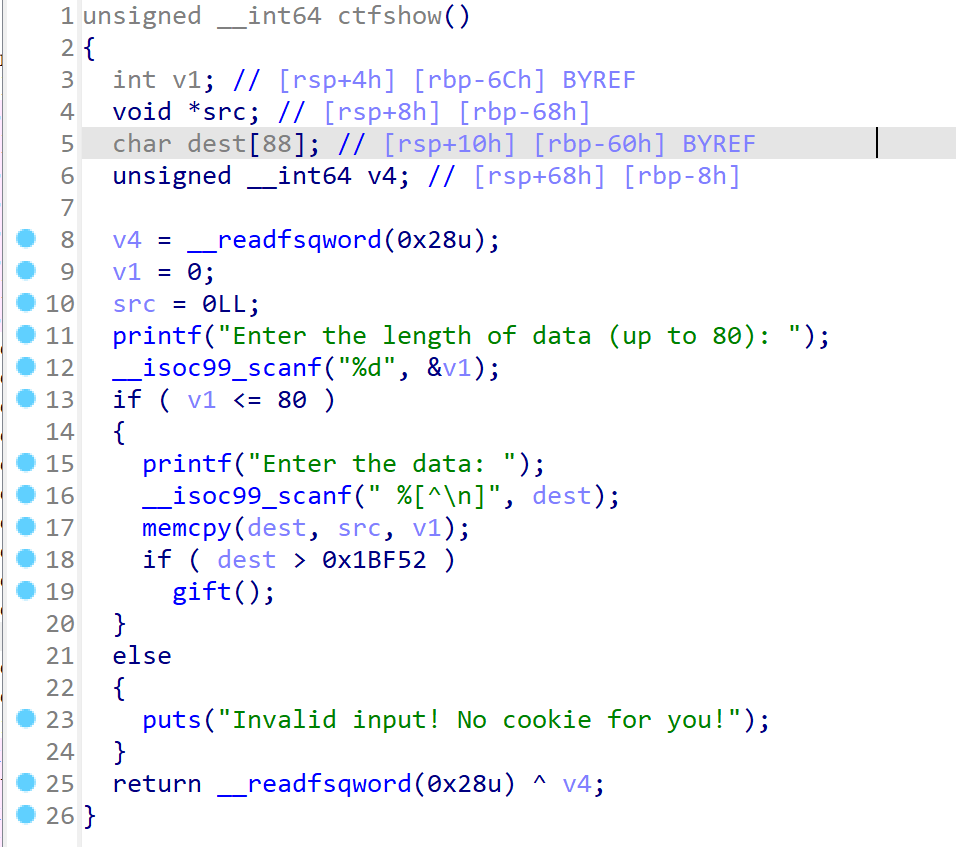 1 unsigned __int64 ctfshow()
2 {
3   int v1; // [rsp+4h] [rbp-6Ch] BYREF
4   void *src; // [rsp+8h] [rbp-68h]
5   char dest[88]; // [rsp+10h] [rbp-60h] BYREF
6   unsigned __int64 v4; // [rsp+68h] [rbp-8h]
7
8   v4 = __readfsqword(0x28u);
9   v1 = 0;
10   src = 0LL;
11   printf("Enter the length of data (up to 80): ");
12   __isoc99_scanf("%d", &v1);
13   if ( v1 <= 80 )
14   {
15     printf("Enter the data: ");
16     __isoc99_scanf(" %[^\n]", dest);
17     memcpy(dest, src, v1);
18     if ( dest > 0x1BF52 )
19       gift();
20   }
21   else
22   {
23     puts("Invalid input! No cookie for you!");
24   }
25   return __readfsqword(0x28u) ^ v4;
26 }